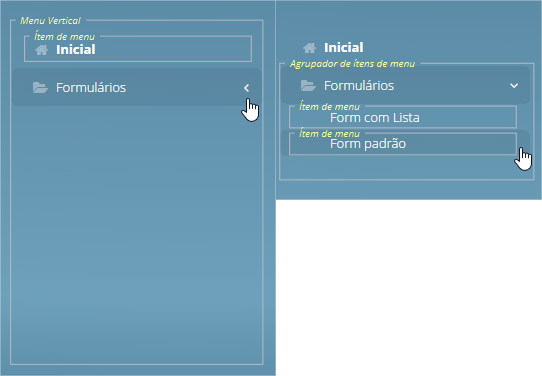 Menu Vertical
Ítem de menu
Inicial
Formulários
Inicial
Agrupador de ítens de menu
Formulários
Ítem de menu
Form com Lista
Ítem de menu
Form padrão